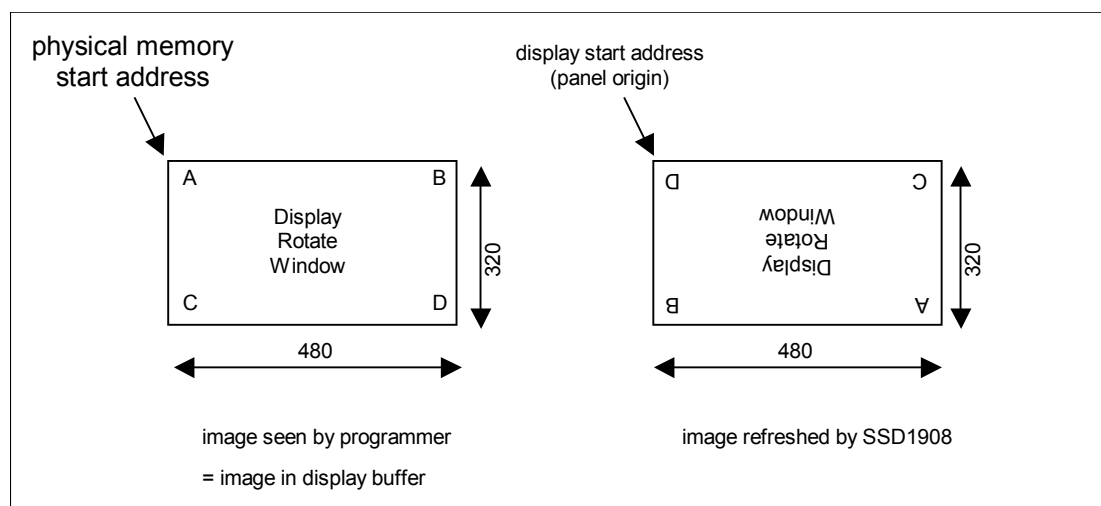 physical memory
start address
A
B
Display
Rotate
Window
C
D
320
480
image seen by programmer
= image in display buffer
display start address
(panel origin)
D
C
Window
Rotate
Display
B
A
320
480
image refreshed by SSD1908